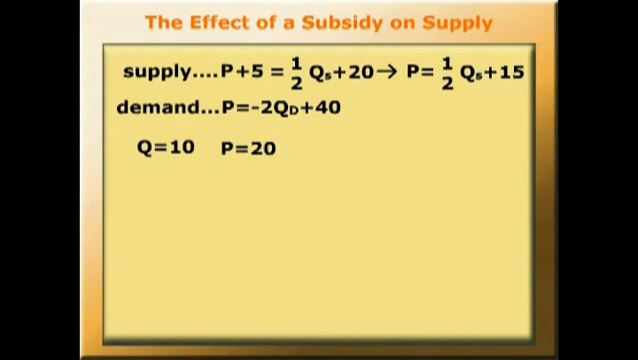 The Effect of a Subsidy on Supply
supply....P+5 = 1/2 Qs+20→ P= 1/2 Qs+15
demand...P=-2QD+40
Q=10 P=20